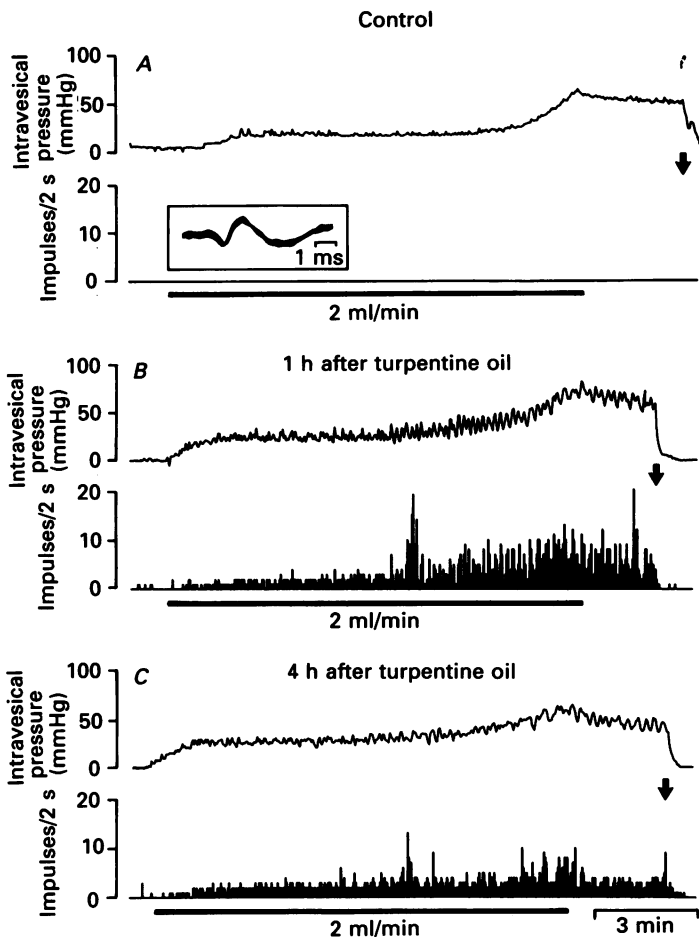 Control
A
i
Intravesical
pressure
(mmHg)
100
50
0
Impulses/2 s
20
10
0
1 ms
2 ml/min
B
1 h after turpentine oil
Intravesical
pressure
(mmHg)
100
50
0
Impulses/2 s
20
10
0
2 ml/min
C
4 h after turpentine oil
Intravesical
pressure
(mmHg)
100
50
0
Impulses/2 s
20
10
0
2 ml/min
3 min